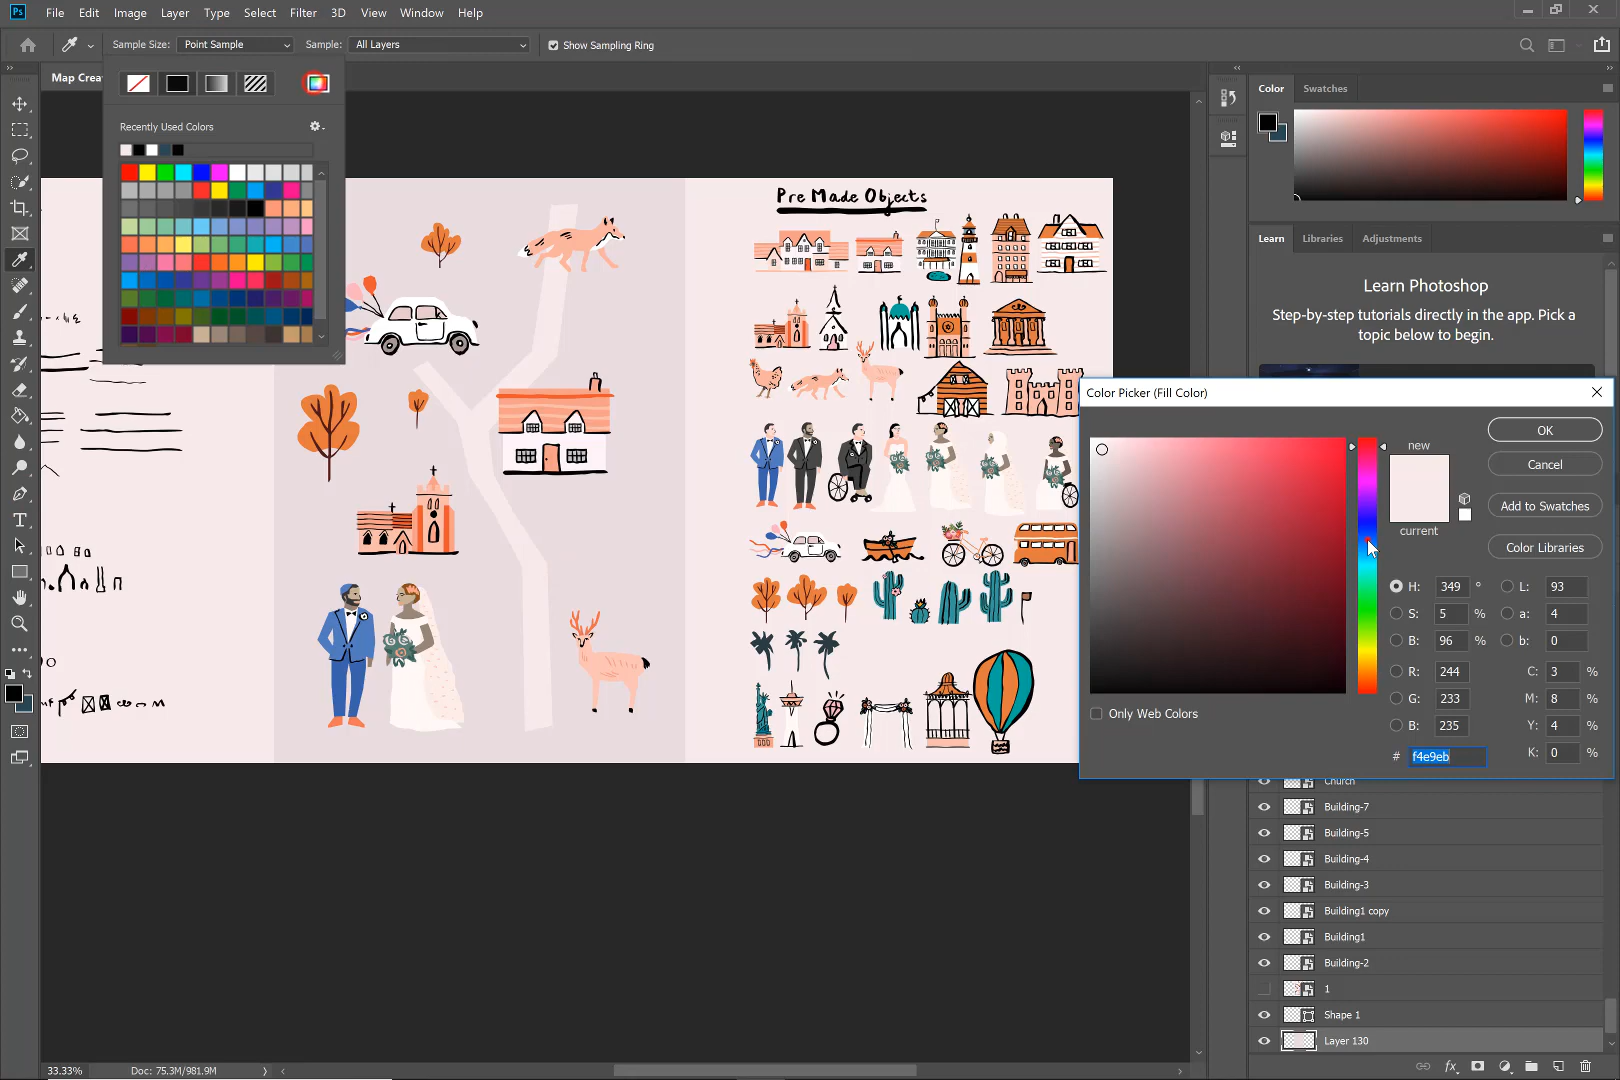 Ps File Edit Image Layer Type Select Filter 3D View Window Help
Sample Size: Point Sample Sample: All Layers Show Sampling Ring
Map Crea
Recently Used Colors
Pre Made Objects
Color Swatches
Learn Libraries Adjustments
Learn Photoshop
Step-by-step tutorials directly in the app. Pick a
topic below to begin.
Color Picker (Fill Color)
new
current
OK
Cancel
Add to Swatches
Color Libraries
H: 349 ° L: 93
S: 5 % a: 4
B: 96 % b: 0
R: 244 C: 3 %
G: 233 M: 8 %
B: 235 Y: 4 %
# f4e9eb K: 0 %
Only Web Colors
Church
Building-7
Building-5
Building-4
Building-3
Building1 copy
Building1
Building-2
1
Shape 1
Layer 130
33.33% Doc: 75.3M/981.9M
fx